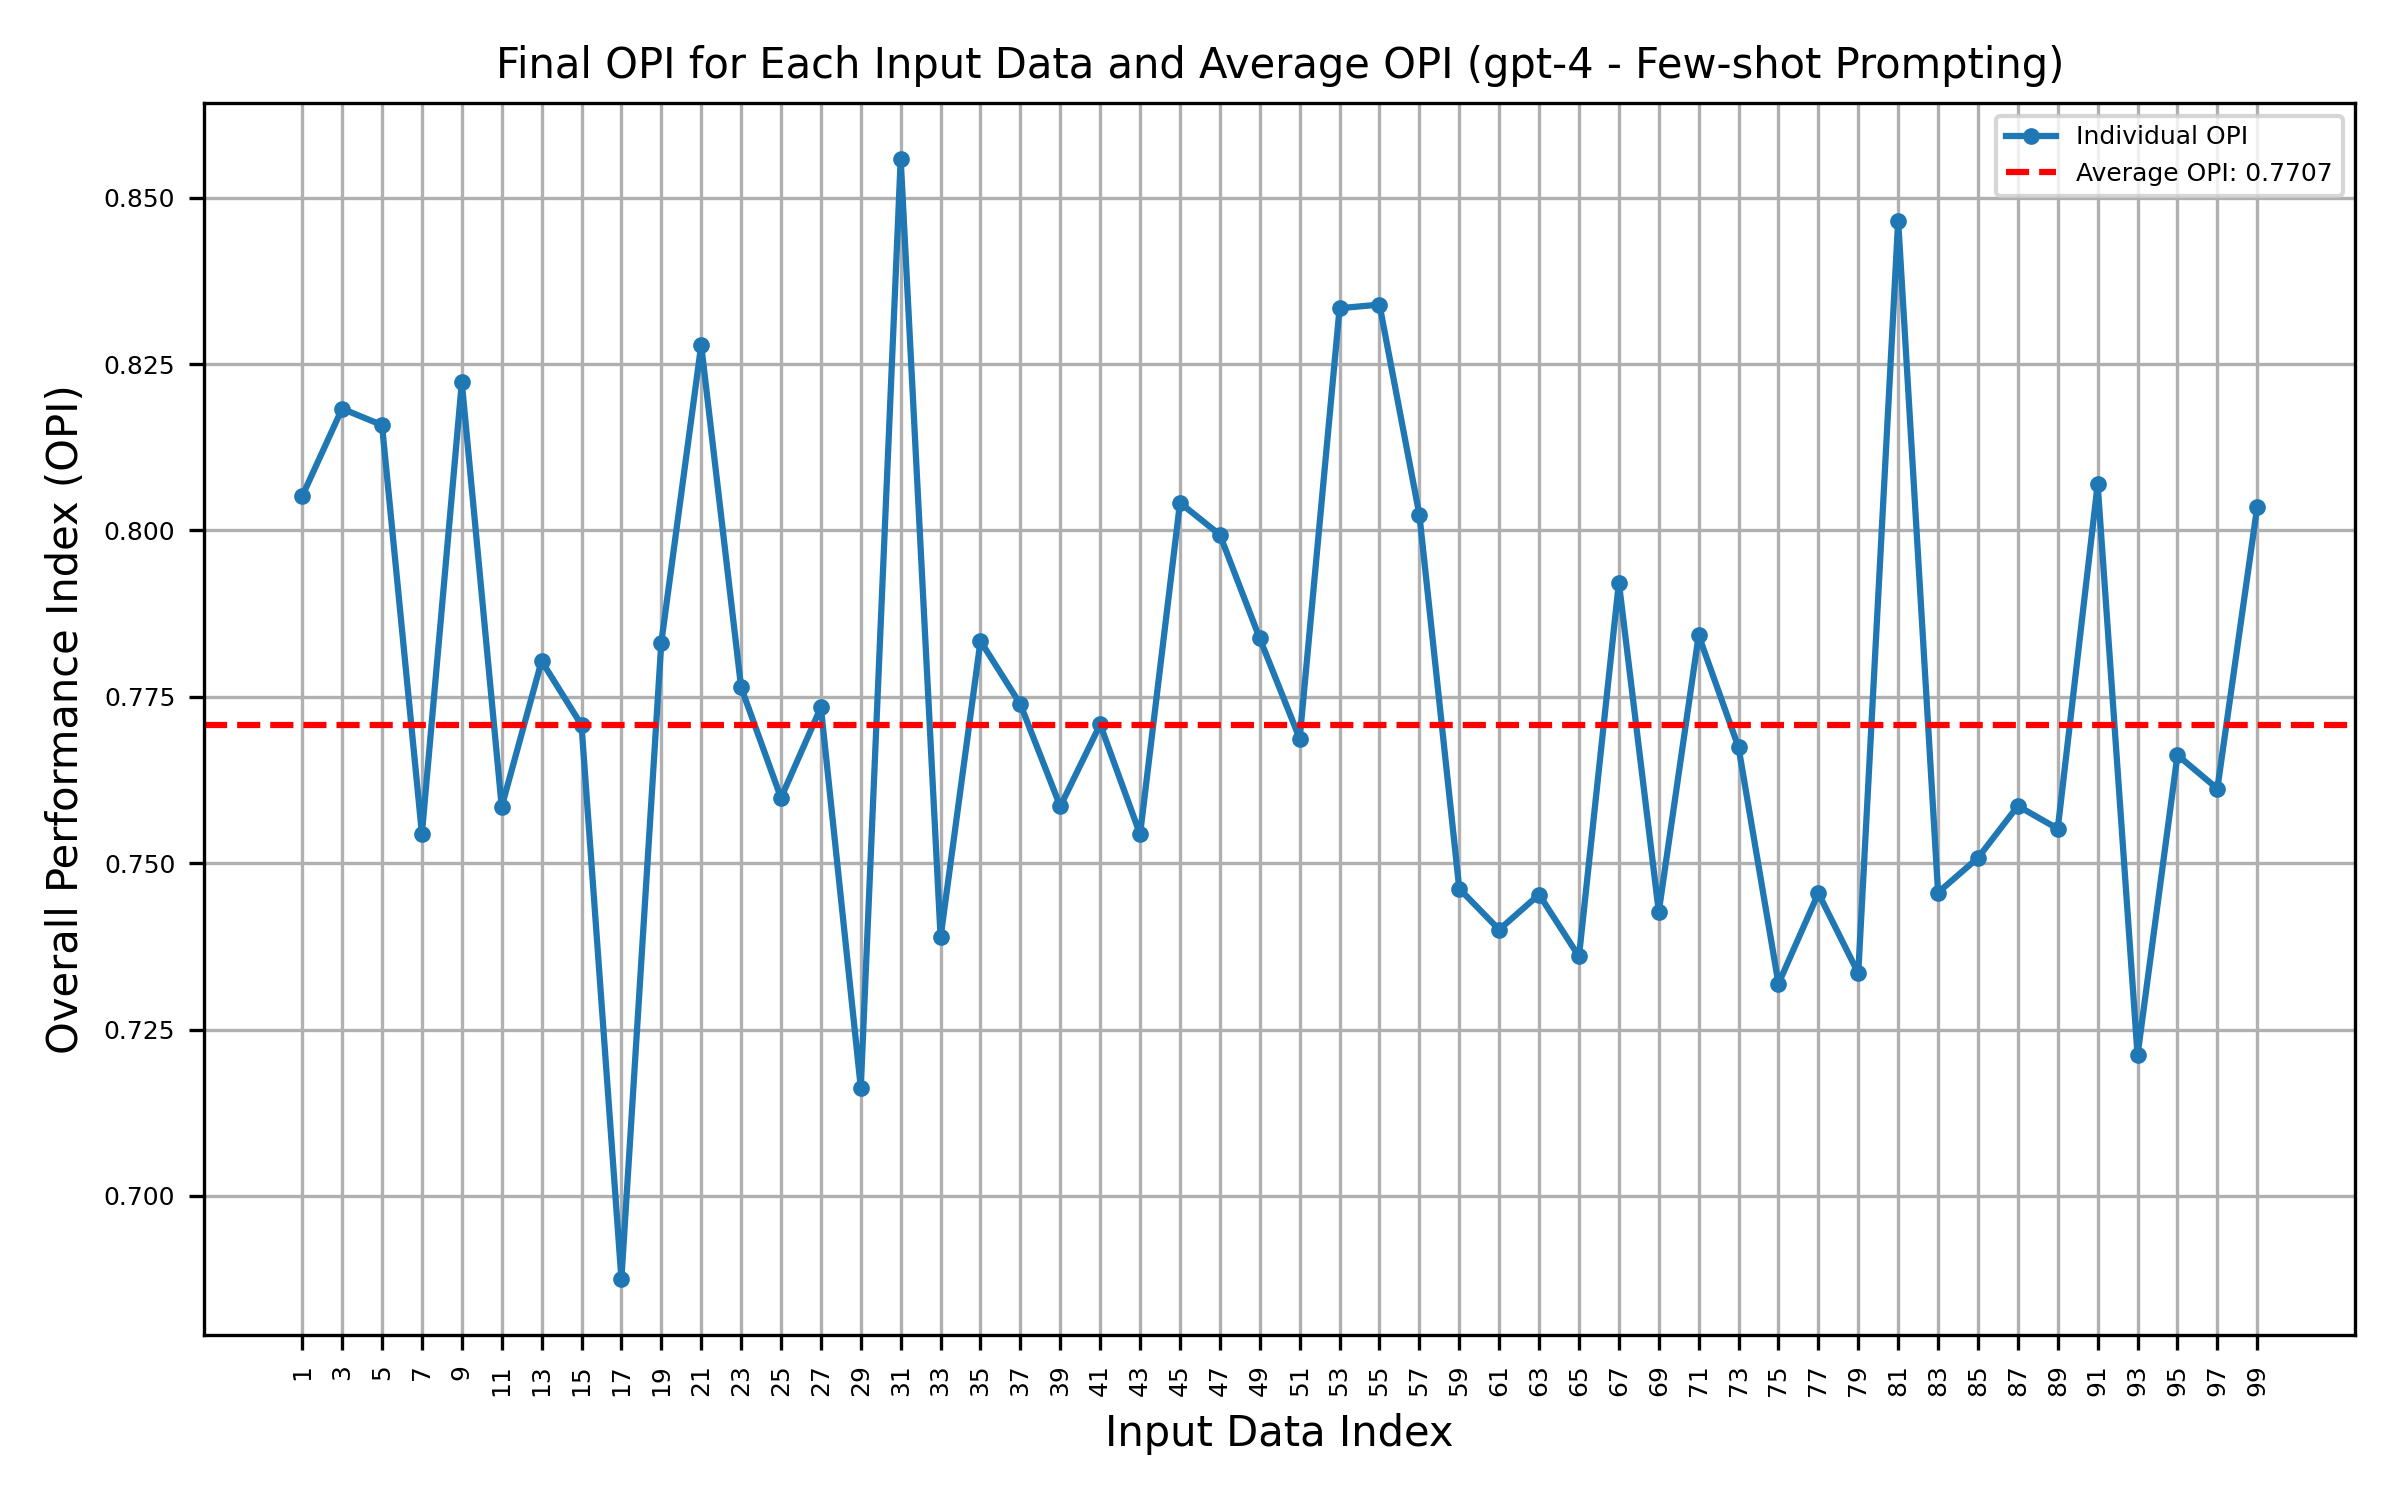 Final OPI for Each Input Data and Average OPI (gpt-4 - Few-shot Prompting)
Individual OPI
Average OPI: 0.7707
Overall Performance Index (OPI)
0.850
0.825
0.800
0.775
0.750
0.725
0.700
1 3 5 7 9 11 13 15 17 19 21 23 25 27 29 31 33 35 37 39 41 43 45 47 49 51 53 55 57 59 61 63 65 67 69 71 73 75 77 79 81 83 85 87 89 91 93 95 97 99
Input Data Index